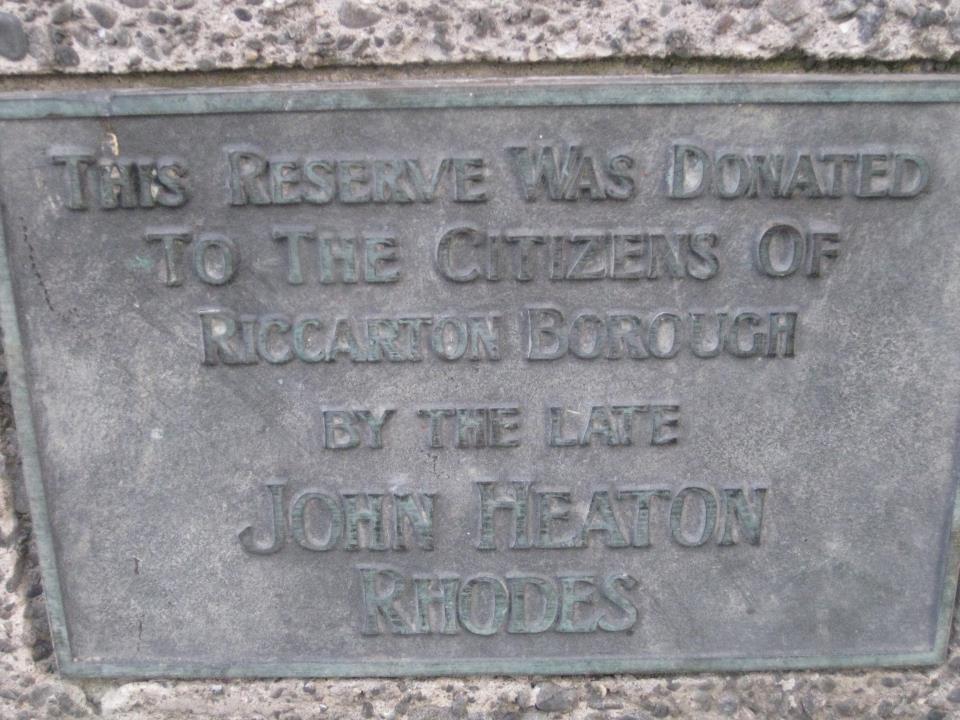 THIS RESERVE WAS DONATED
TO THE CITIZENS OF
RICCARTON BOROUGH
BY THE LATE
JOHN HEATON
RHODES